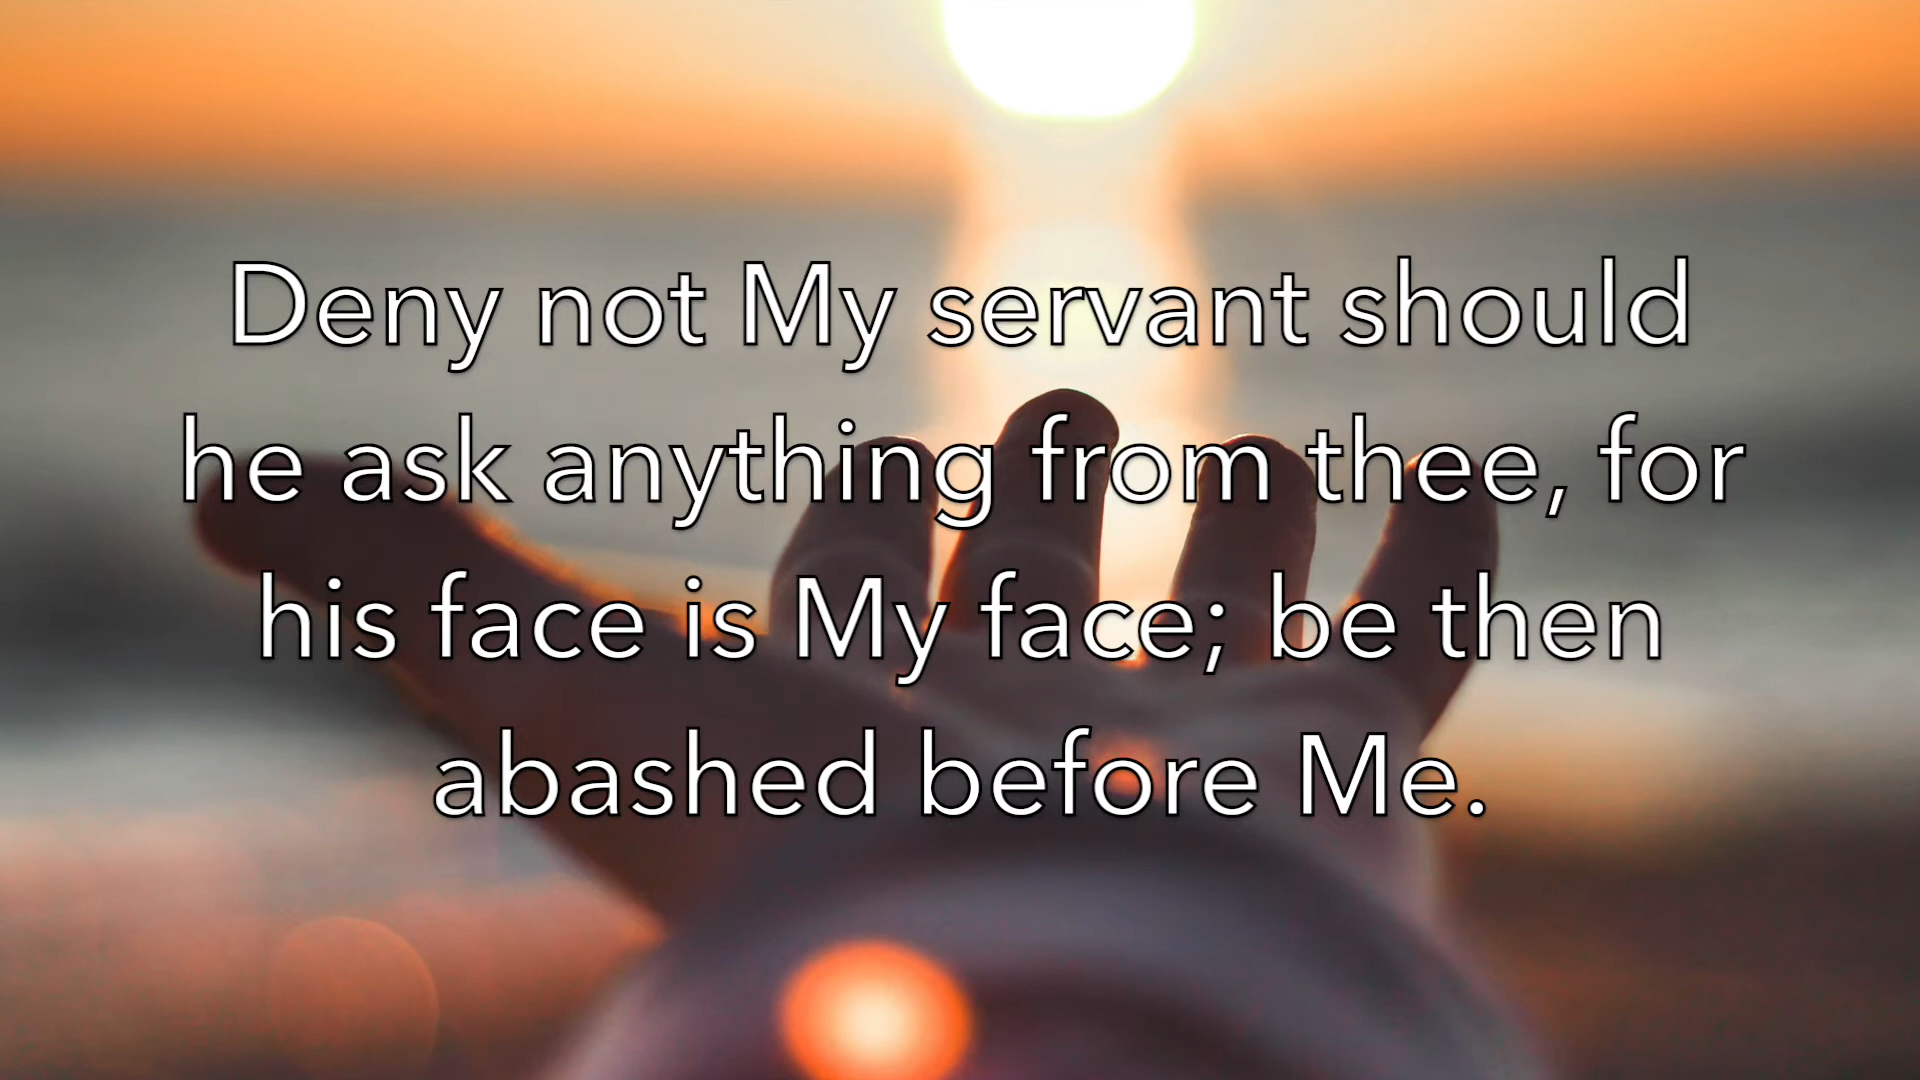 Deny not My servant should
he ask anything from thee, for
his face is My face; be then
abashed before Me.